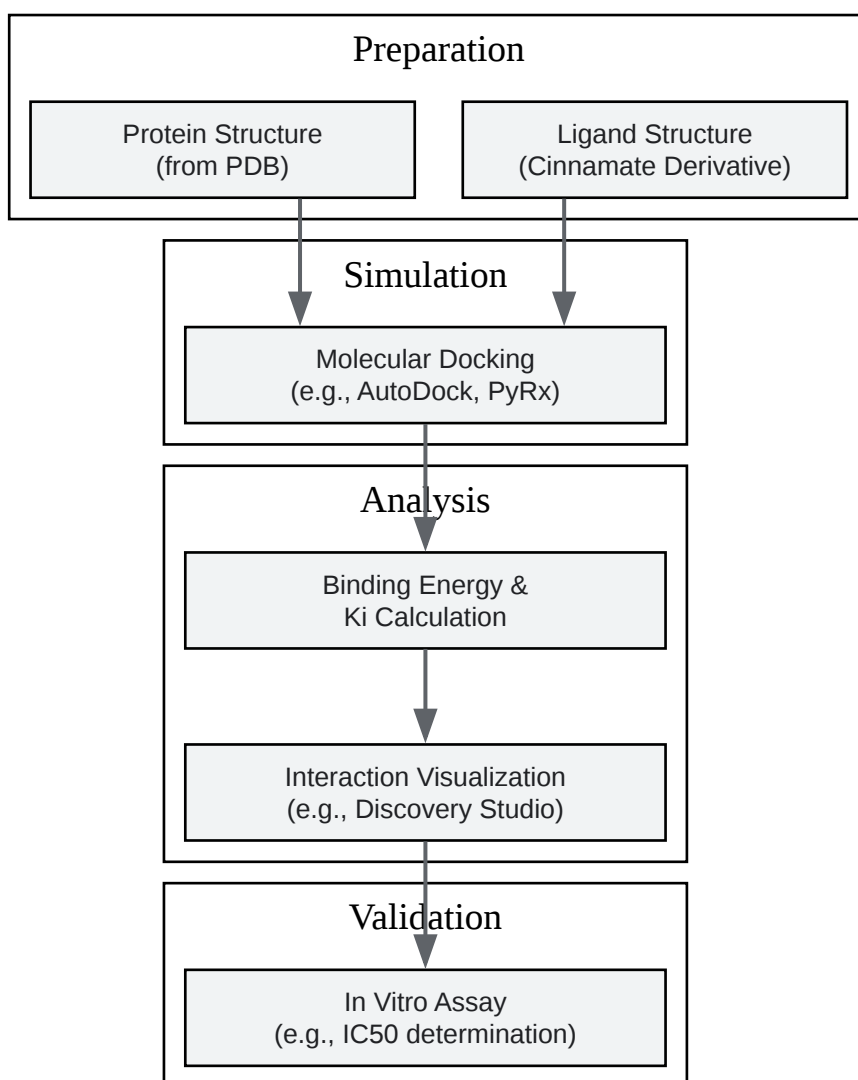 Preparation
Protein Structure
(from PDB)
Ligand Structure
(Cinnamate Derivative)
Simulation
Molecular Docking
(e.g., AutoDock, PyRx)
Analysis
Binding Energy &
Ki Calculation
Interaction Visualization
(e.g., Discovery Studio)
Validation
In Vitro Assay
(e.g., IC50 determination)